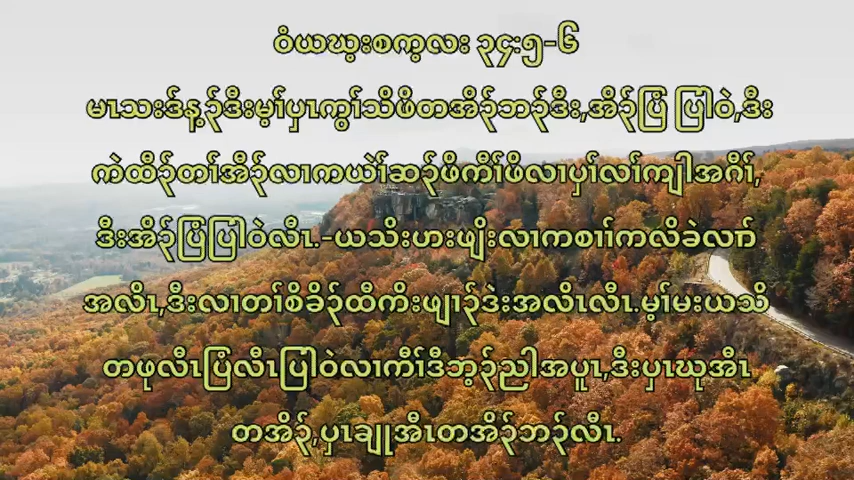 ဝံယဃ့းစက့လး ၃၄:၅-၆
မၤသးဒ်န့ၣ်ဒီးမ့ၢ်ပှၤကွၢ်သိဖိတအိၣ်ဘၣ်ဒီး,အိၣ်ပြံ ပြါဝဲ,ဒီး
ကဲထီၣ်တၢ်အီၣ်လၢကယဲၢ်ဆၣ်ဖိကီၢ်ဖိလၢပှၢ်လၢ်ကျါအဂီၢ်,
ဒီးအိၣ်ပြံပြါဝဲလီၤ.-ယသိးဟးဖျိးလၢကစၢၢ်ကလိခဲလၢာ်
အလိၤ,ဒီးလၢတၢ်စိခိၣ်ထီကိးဖျၢၣ်ဒဲးအလိၤလီၤ.မ့ၢ်မးယသိ
တဖုလီၤပြံလီၤပြါဝဲလၢကီၢ်ဒီဘ့ၣ်ညါအပူၤ,ဒီးပှၤဃုအီၤ
တအိၣ်,ပှၤချုအီၤတအိၣ်ဘၣ်လီၤ.